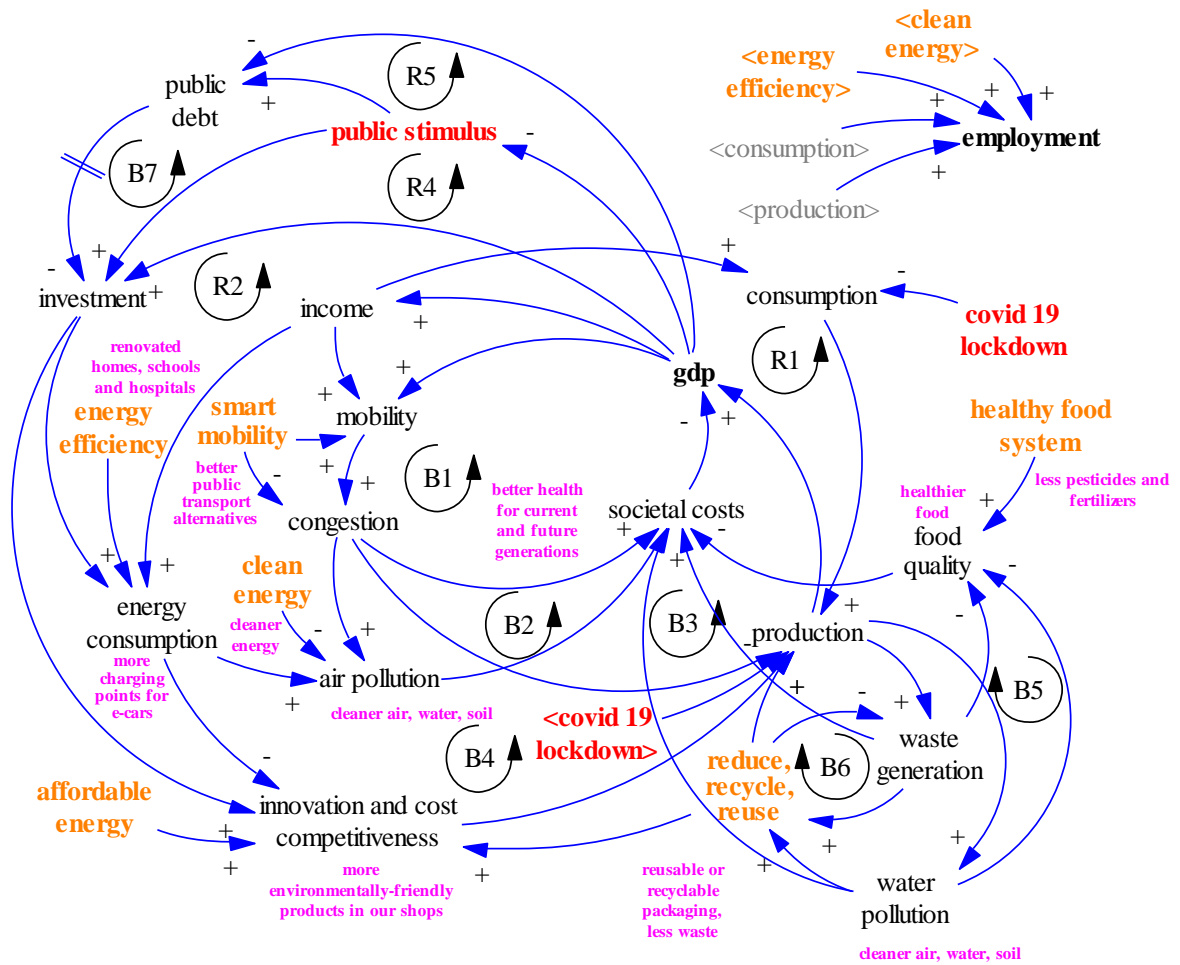 <clean
energy>
<energy
efficiency>
-
R5
public
debt
+
+
+
+
public stimulus
-
employment
<consumption>
B7
R4
+
<production>
+
+
-
-
investment
+
R2
income
+
consumption
covid 19
lockdown
renovated
homes, schools
and hospitals
R1
gdp
energy
efficiency
smart
mobility
+
+
mobility
-
+
healthy food
system
better
public
transport
alternatives
-
+
+
B1
better health
for current
and future
generations
less pesticides and
fertilizers
healthier
food
+
congestion
societal costs
+
-
food
quality
-
+
+
clean
energy
+
energy
consumption
cleaner
energy
-
+
B2
B3
+
-
production
-
more
charging
points for
e-cars
air pollution
+
cleaner air, water, soil
<covid 19
lockdown>
+
-
+
B5
waste
generation
B4
-
reduce,
recycle,
reuse
B6
affordable
energy
innovation and cost
competitiveness
+
+
+
+
+
+
more
environmentally-friendly
products in our shops
reusable or
recyclable
packaging,
less waste
water
pollution
cleaner air, water, soil